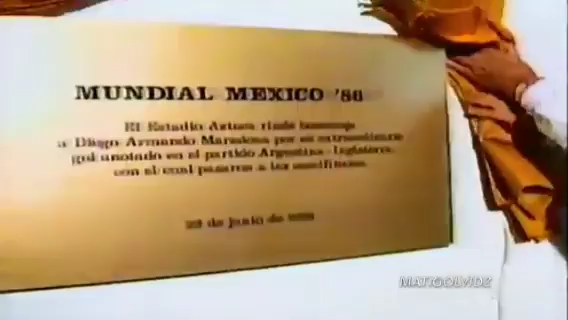 MUNDIAL MEXICO '86
El Estadio Azteca rinde homenaje
a Diego Armando Maradona por su extraordinario
gol anotado en el partido Argentina - Inglaterra,
con el cual pasaron a las semifinales.
de junio de
MATIGOLVIDZ